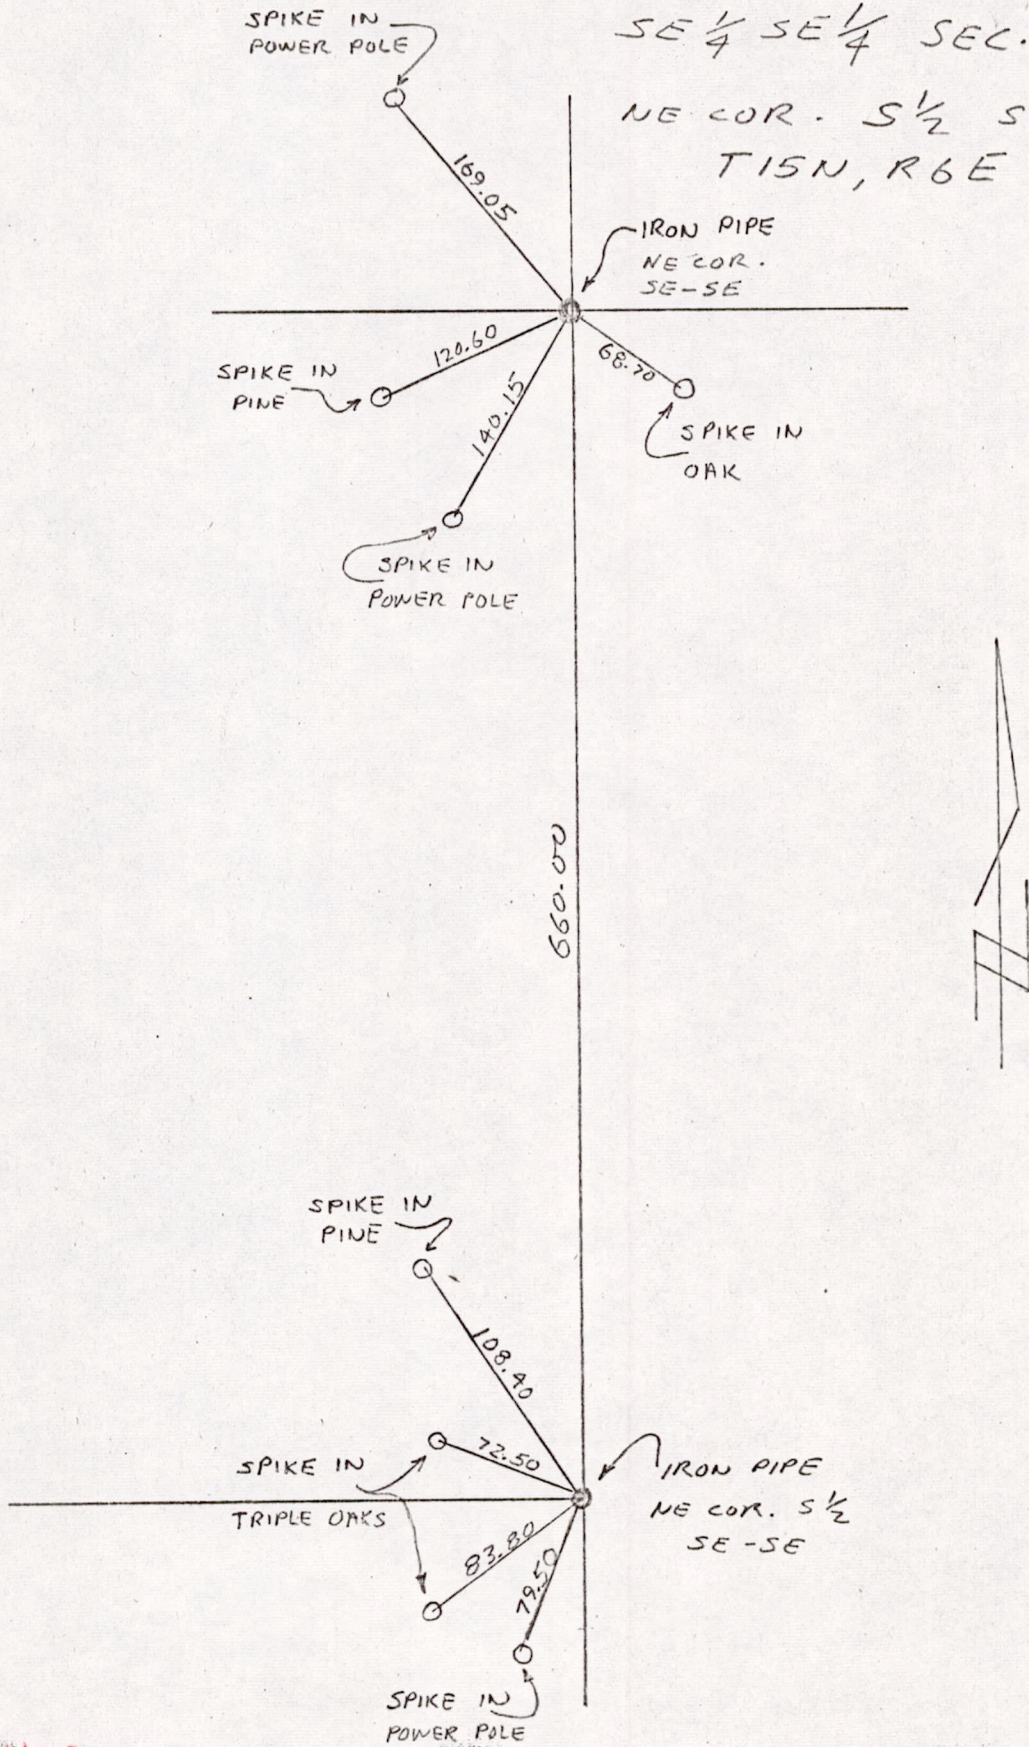 SPIKE IN
POWER POLE
SE 1/4 SE 1/4 SEC.
NE COR. S 1/2 S
T15N, R6E
169.05
IRON PIPE
NE COR.
SE-SE
120.60
68.70
SPIKE IN
PINE
140.15
SPIKE IN
OAK
SPIKE IN
POWER POLE
660.00
SPIKE IN
PINE
108.40
72.50
SPIKE IN
TRIPLE OAKS
IRON PIPE
NE COR. S 1/2
SE-SE
83.80
79.50
SPIKE IN
POWER POLE